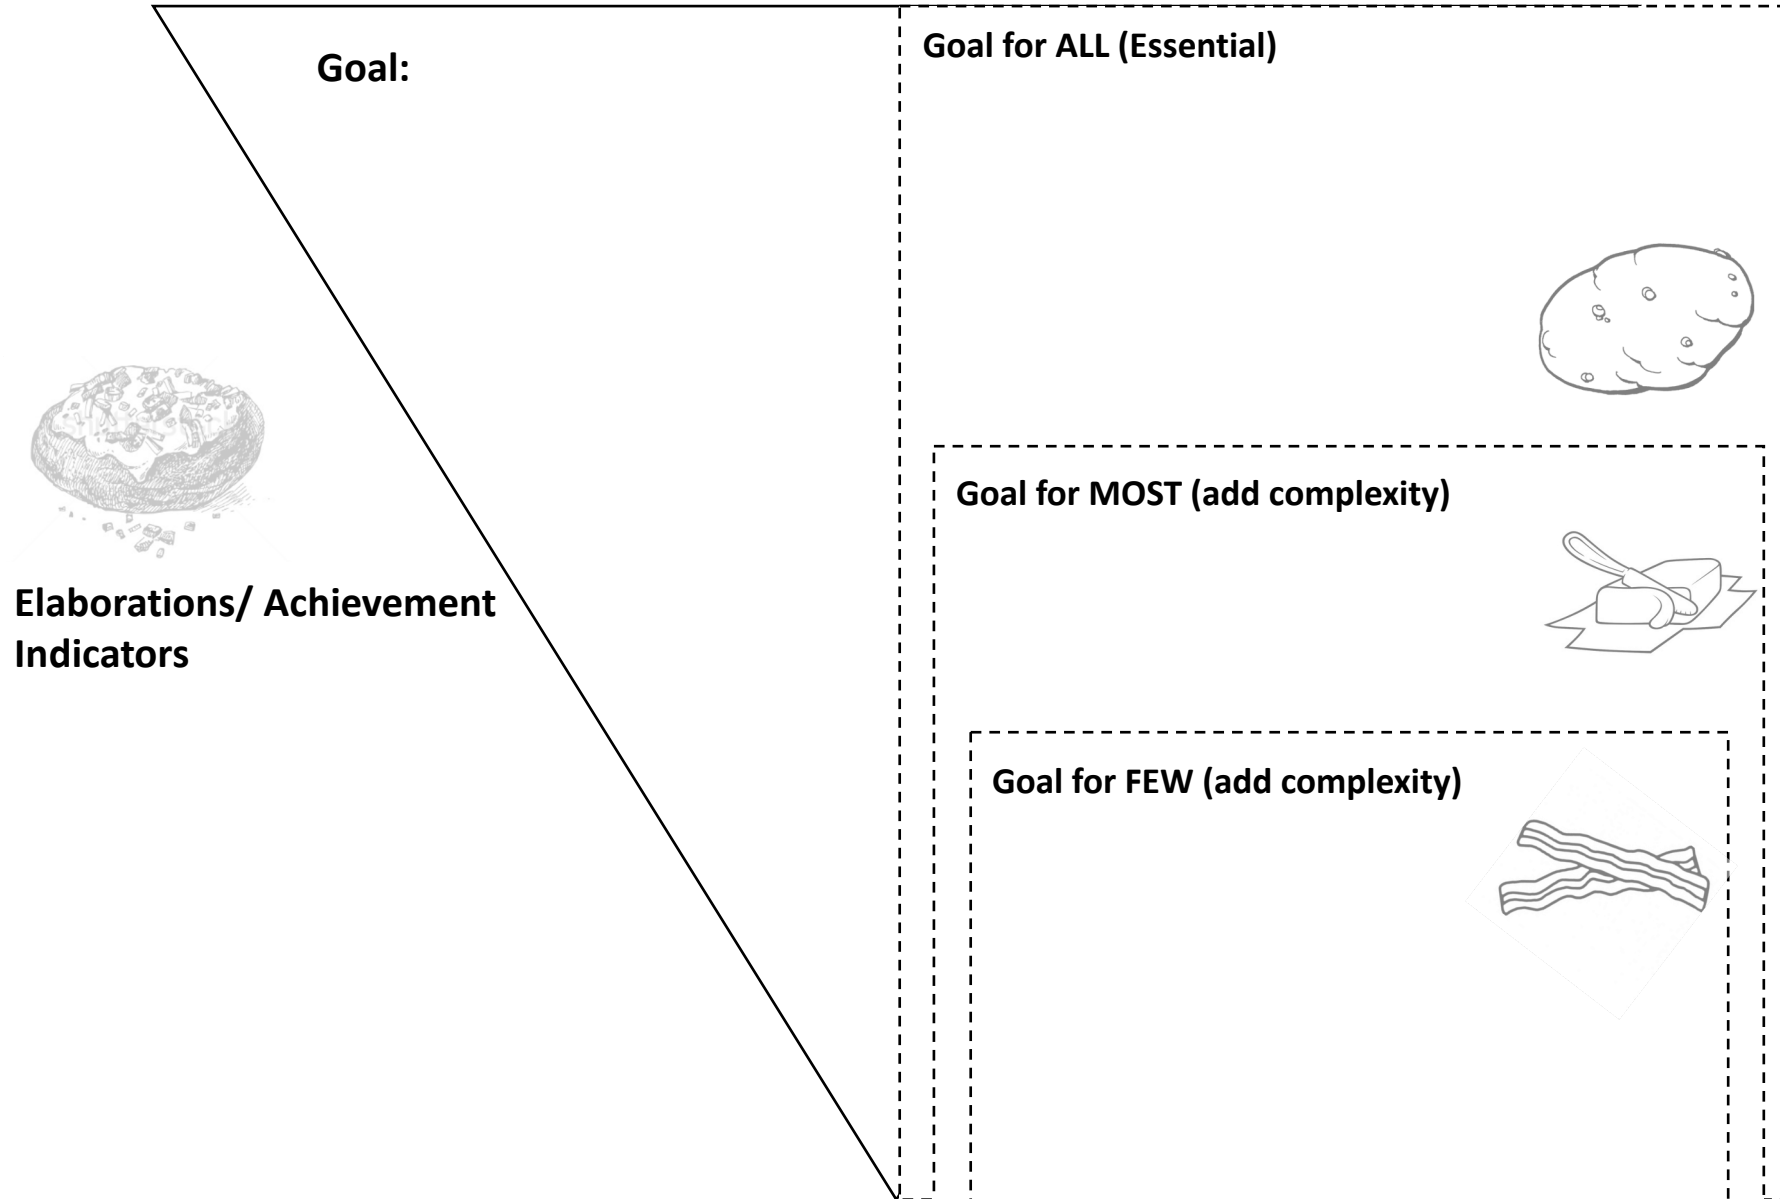 Goal:
Goal for ALL (Essential)
Goal for MOST (add complexity)
Elaborations/ Achievement
Indicators
Goal for FEW (add complexity)